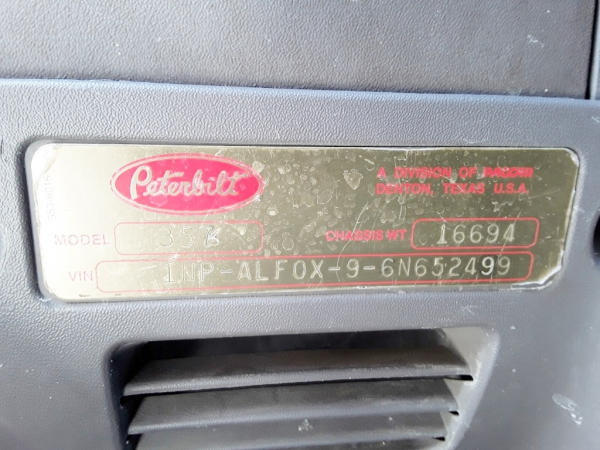 Peterbilt
A DIVISION OF PACCAR
DENTON, TEXAS U.S.A.
MODEL
CHASSIS WT 16694
VIN 1NP-ALF0X-9-6N652499